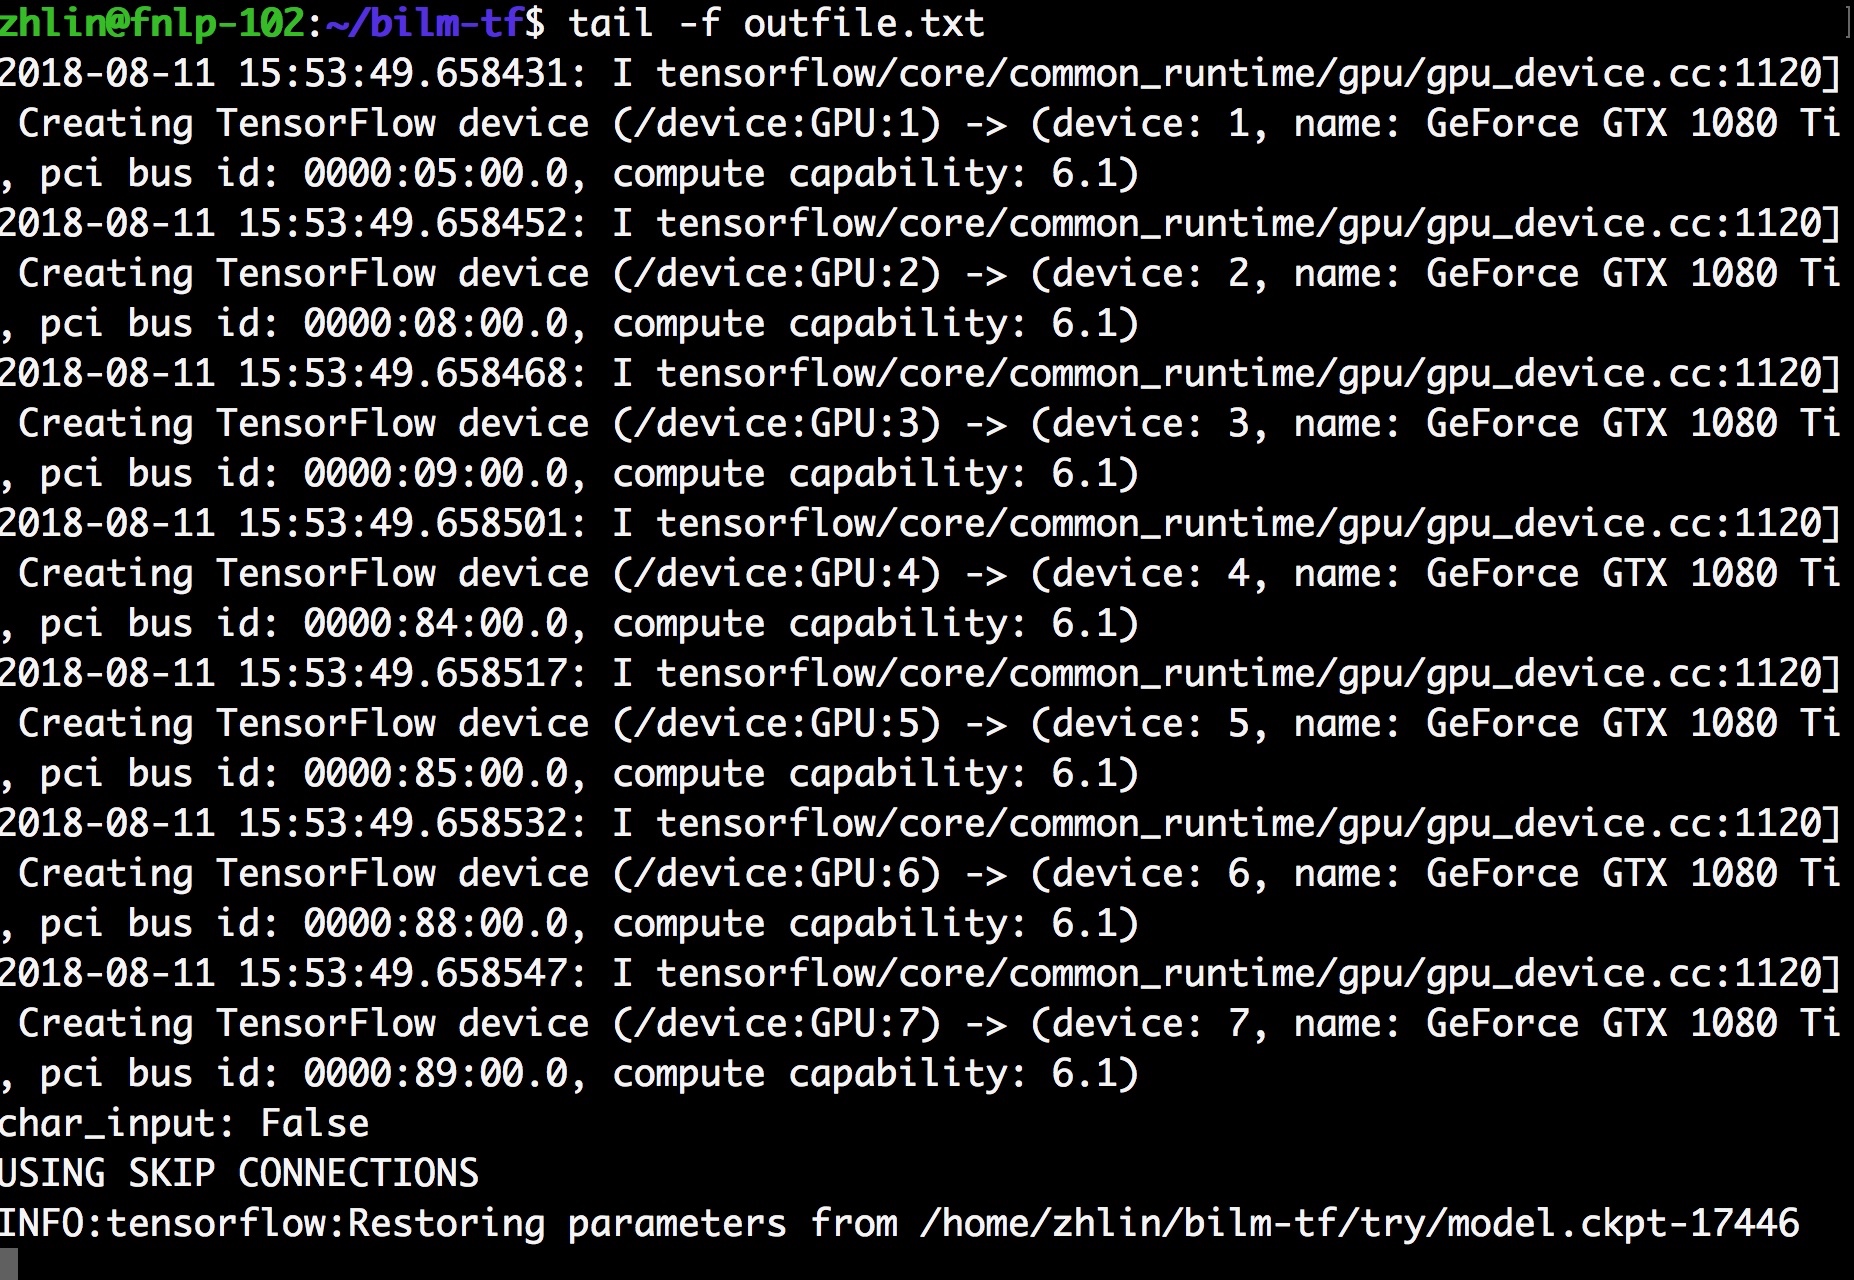 zhlin@fnlp-102:~/bilm-tf$ tail -f outfile.txt
2018-08-11 15:53:49.658431: I tensorflow/core/common_runtime/gpu/gpu_device.cc:1120]
 Creating TensorFlow device (/device:GPU:1) -> (device: 1, name: GeForce GTX 1080 Ti
, pci bus id: 0000:05:00.0, compute capability: 6.1)
2018-08-11 15:53:49.658452: I tensorflow/core/common_runtime/gpu/gpu_device.cc:1120]
 Creating TensorFlow device (/device:GPU:2) -> (device: 2, name: GeForce GTX 1080 Ti
, pci bus id: 0000:08:00.0, compute capability: 6.1)
2018-08-11 15:53:49.658468: I tensorflow/core/common_runtime/gpu/gpu_device.cc:1120]
 Creating TensorFlow device (/device:GPU:3) -> (device: 3, name: GeForce GTX 1080 Ti
, pci bus id: 0000:09:00.0, compute capability: 6.1)
2018-08-11 15:53:49.658501: I tensorflow/core/common_runtime/gpu/gpu_device.cc:1120]
 Creating TensorFlow device (/device:GPU:4) -> (device: 4, name: GeForce GTX 1080 Ti
, pci bus id: 0000:84:00.0, compute capability: 6.1)
2018-08-11 15:53:49.658517: I tensorflow/core/common_runtime/gpu/gpu_device.cc:1120]
 Creating TensorFlow device (/device:GPU:5) -> (device: 5, name: GeForce GTX 1080 Ti
, pci bus id: 0000:85:00.0, compute capability: 6.1)
2018-08-11 15:53:49.658532: I tensorflow/core/common_runtime/gpu/gpu_device.cc:1120]
 Creating TensorFlow device (/device:GPU:6) -> (device: 6, name: GeForce GTX 1080 Ti
, pci bus id: 0000:88:00.0, compute capability: 6.1)
2018-08-11 15:53:49.658547: I tensorflow/core/common_runtime/gpu/gpu_device.cc:1120]
 Creating TensorFlow device (/device:GPU:7) -> (device: 7, name: GeForce GTX 1080 Ti
, pci bus id: 0000:89:00.0, compute capability: 6.1)
char_input: False
USING SKIP CONNECTIONS
INFO:tensorflow:Restoring parameters from /home/zhlin/bilm-tf/try/model.ckpt-17446